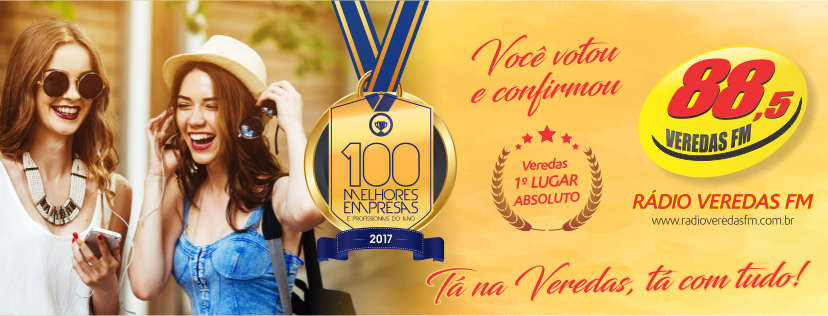 100
MELHORES
EMPRESAS
E PROFISSIONAIS DO ANO
2017
Você votou
e confirmou
Veredas
1º LUGAR
ABSOLUTO
88,5
VEREDAS FM
RÁDIO VEREDAS FM
www.radioveredasfm.com.br
Tá na Veredas, tá com tudo!